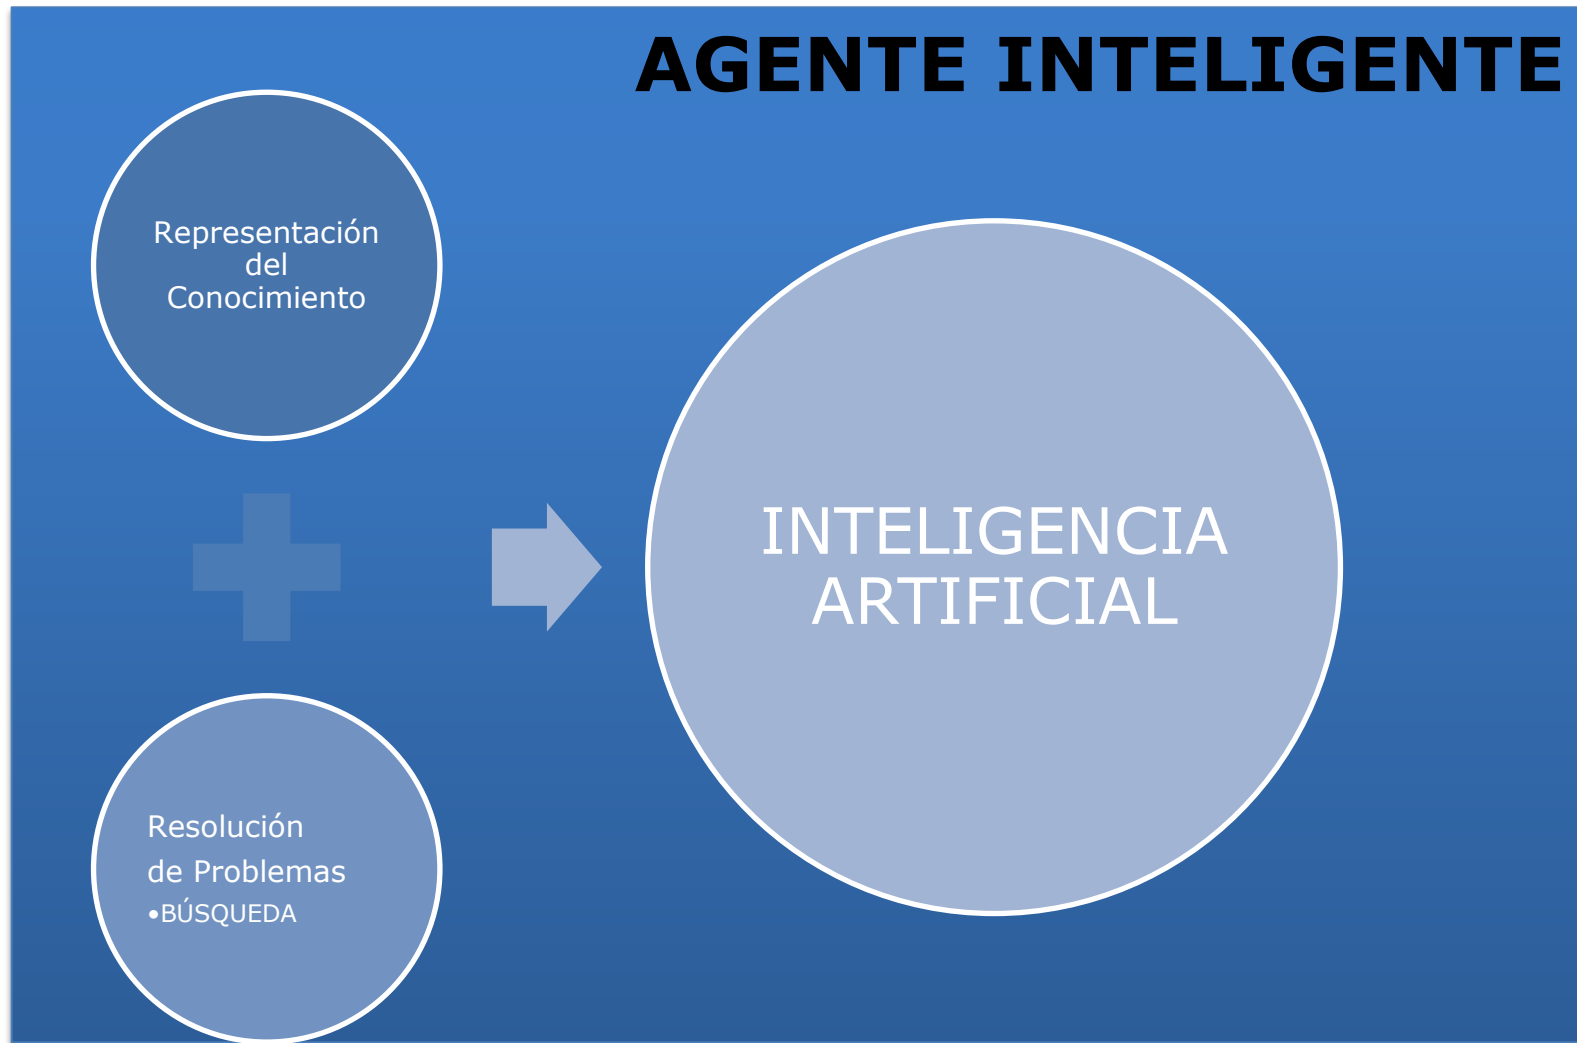 AGENTE INTELIGENTE
Representación
del
Conocimiento
Resolución
de Problemas
•BÚSQUEDA
INTELIGENCIA
ARTIFICIAL